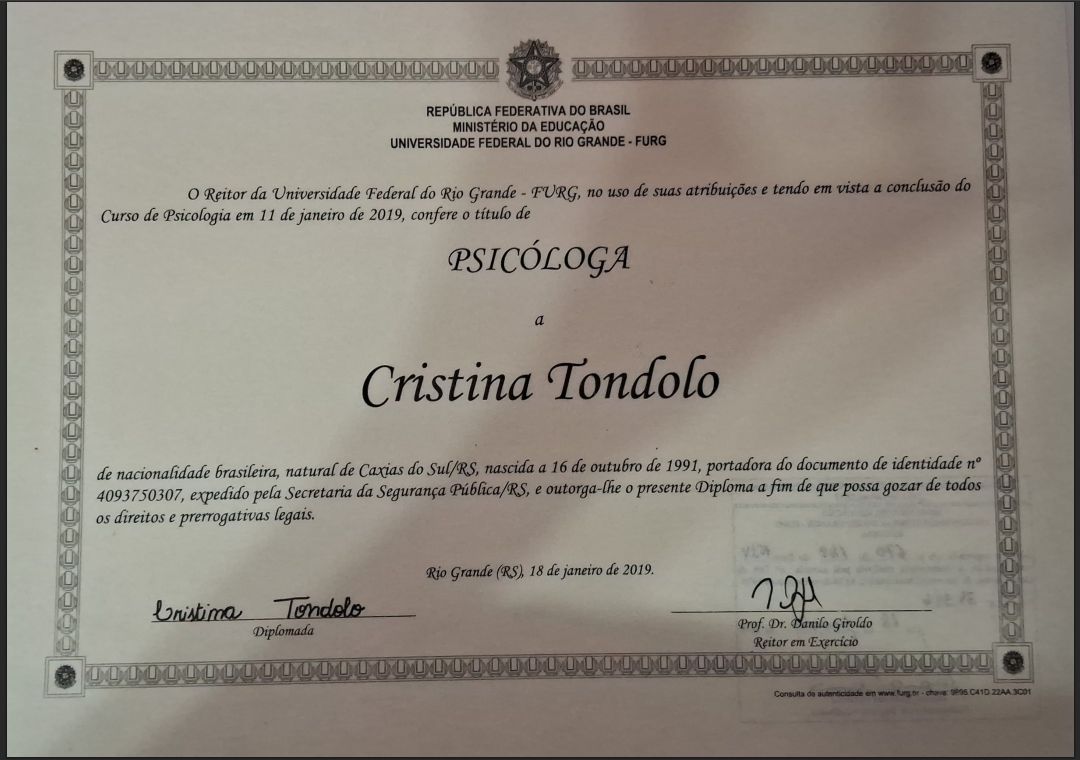 REPÚBLICA FEDERATIVA DO BRASIL
MINISTÉRIO DA EDUCAÇÃO
UNIVERSIDADE FEDERAL DO RIO GRANDE - FURG
O Reitor da Universidade Federal do Rio Grande - FURG, no uso de suas atribuições e tendo em vista a conclusão do
Curso de Psicologia em 11 de janeiro de 2019, confere o título de
PSICÓLOGA
a
Cristina Tondolo
de nacionalidade brasileira, natural de Caxias do Sul/RS, nascida a 16 de outubro de 1991, portadora do documento de identidade nº
4093750307, expedido pela Secretaria da Segurança Pública/RS, e outorga-lhe o presente Diploma a fim de que possa gozar de todos
os direitos e prerrogativas legais.
Rio Grande (RS), 18 de janeiro de 2019.
Cristina Tondolo
Diplomada
Prof. Dr. Danilo Giroldo
Reitor em Exercício
Consulta de autenticidade em www.furg.br - chave: 9F95.C41D.22AA.3C01